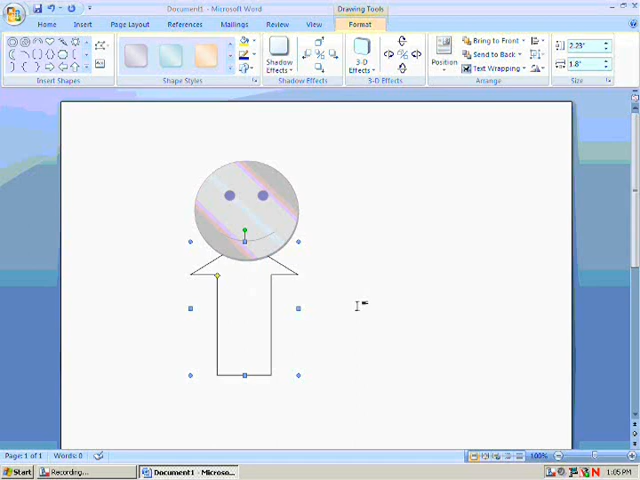 Document1 - Microsoft Word
Drawing Tools
Home Insert Page Layout References Mailings Review View Format
Shadow Effects
3-D Effects
Position
Bring to Front
Send to Back
Text Wrapping
2.23"
1.8"
Insert Shapes Shape Styles Shadow Effects 3-D Effects Arrange Size
Page: 1 of 1 Words: 0 100%
Start Recording... Document1 - Microso... 1:05 PM